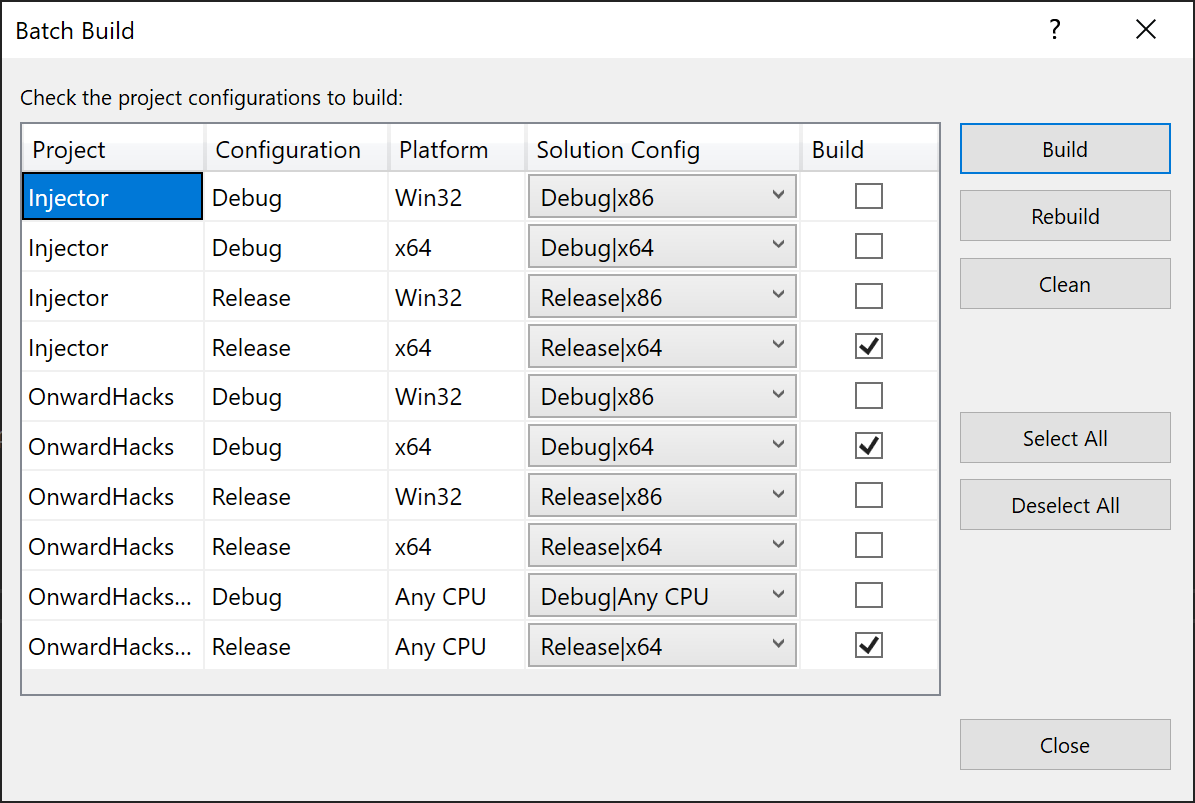 Batch Build ?
Check the project configurations to build:
Project Configuration Platform Solution Config Build
Injector Debug Win32 Debug|x86
Injector Debug x64 Debug|x64
Injector Release Win32 Release|x86
Injector Release x64 Release|x64
OnwardHacks Debug Win32 Debug|x86
OnwardHacks Debug x64 Debug|x64
OnwardHacks Release Win32 Release|x86
OnwardHacks Release x64 Release|x64
OnwardHacks... Debug Any CPU Debug|Any CPU
OnwardHacks... Release Any CPU Release|x64
Build
Rebuild
Clean
Select All
Deselect All
Close